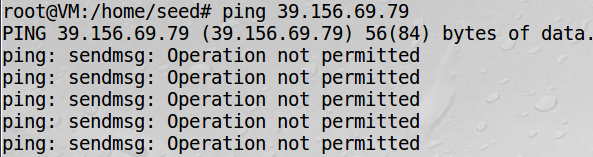 root@VM:/home/seed# ping 39.156.69.79
PING 39.156.69.79 (39.156.69.79) 56(84) bytes of data.
ping: sendmsg: Operation not permitted
ping: sendmsg: Operation not permitted
ping: sendmsg: Operation not permitted
ping: sendmsg: Operation not permitted
ping: sendmsg: Operation not permitted